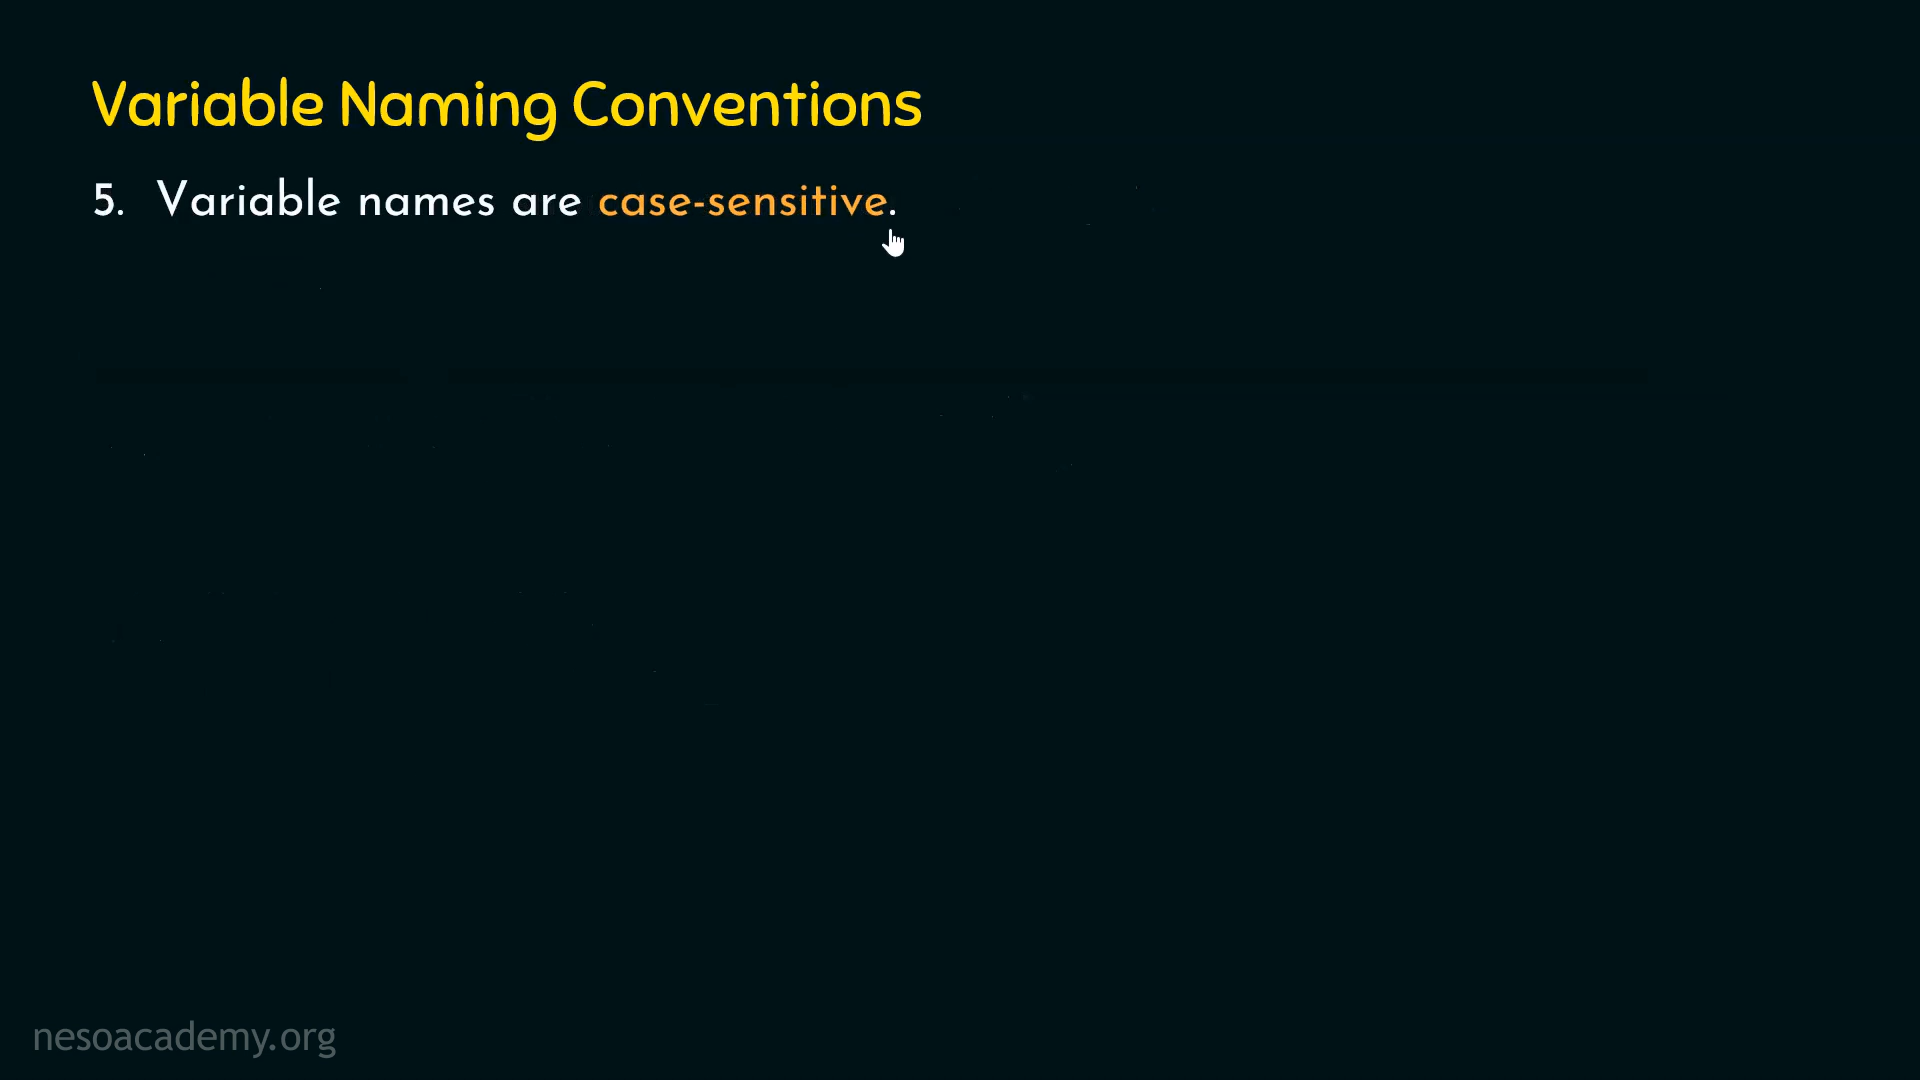 Variable Naming Conventions
5. Variable names are case-sensitive.
nesoacademy.org